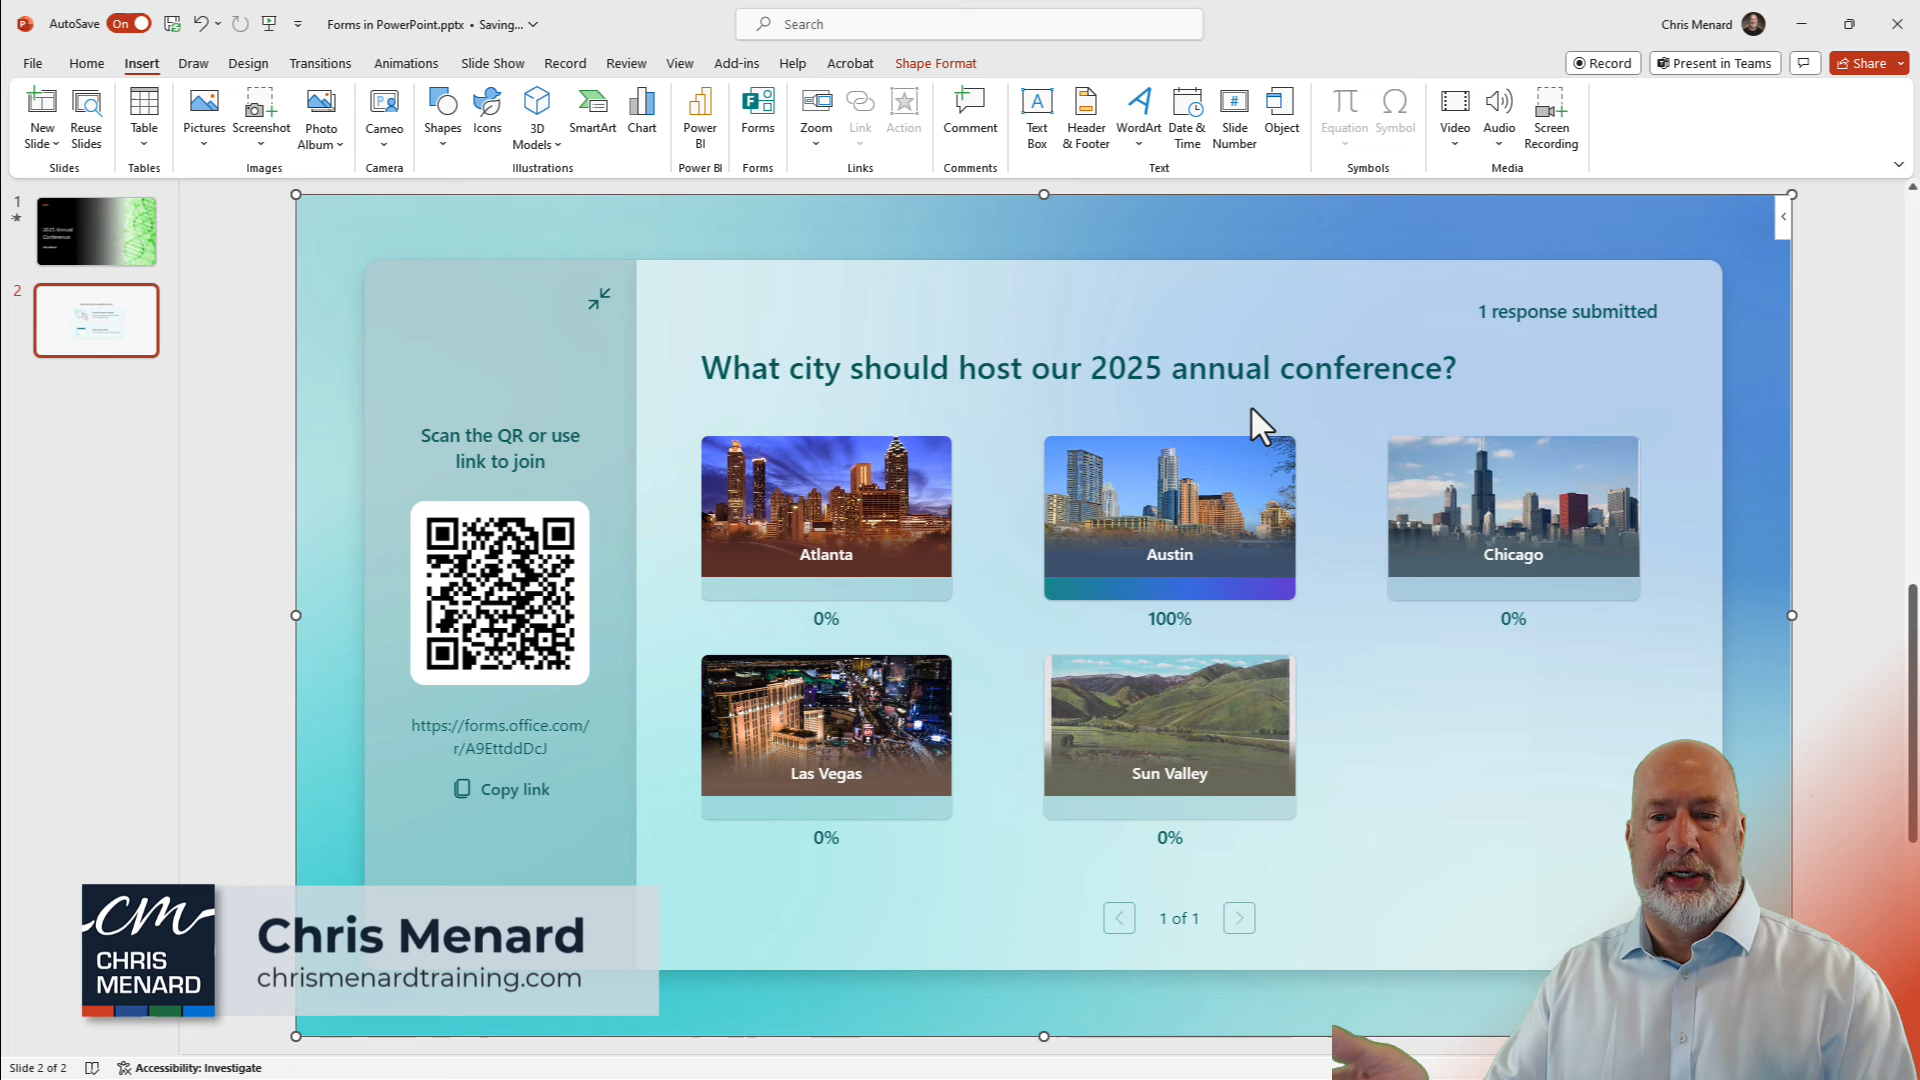 AutoSave On Forms in PowerPoint.pptx • Saving... Search Chris Menard
File Home Insert Draw Design Transitions Animations Slide Show Record Review View Add-ins Help Acrobat Shape Format Record Present in Teams Share
New Slide
Reuse Slides
Table
Pictures
Screenshot
Photo Album
Cameo
Shapes
Icons
3D Models
SmartArt
Chart
Power BI
Forms
Zoom
Link
Action
Comment
Text Box
Header & Footer
WordArt
Date & Time
Slide Number
Object
Equation
Symbol
Video
Audio
Screen Recording
Slides Tables Images Camera Illustrations Power BI Forms Links Comments Text Symbols Media
1
2025 Annual
Conference
2
1 response submitted
What city should host our 2025 annual conference?
Scan the QR or use
link to join
https://forms.office.com/
r/A9EttddDcJ
Copy link
Atlanta
0%
Austin
100%
Chicago
0%
Las Vegas
0%
Sun Valley
0%
1 of 1
cm
CHRIS
MENARD
Chris Menard
chrismenardtraining.com
Slide 2 of 2 Accessibility: Investigate